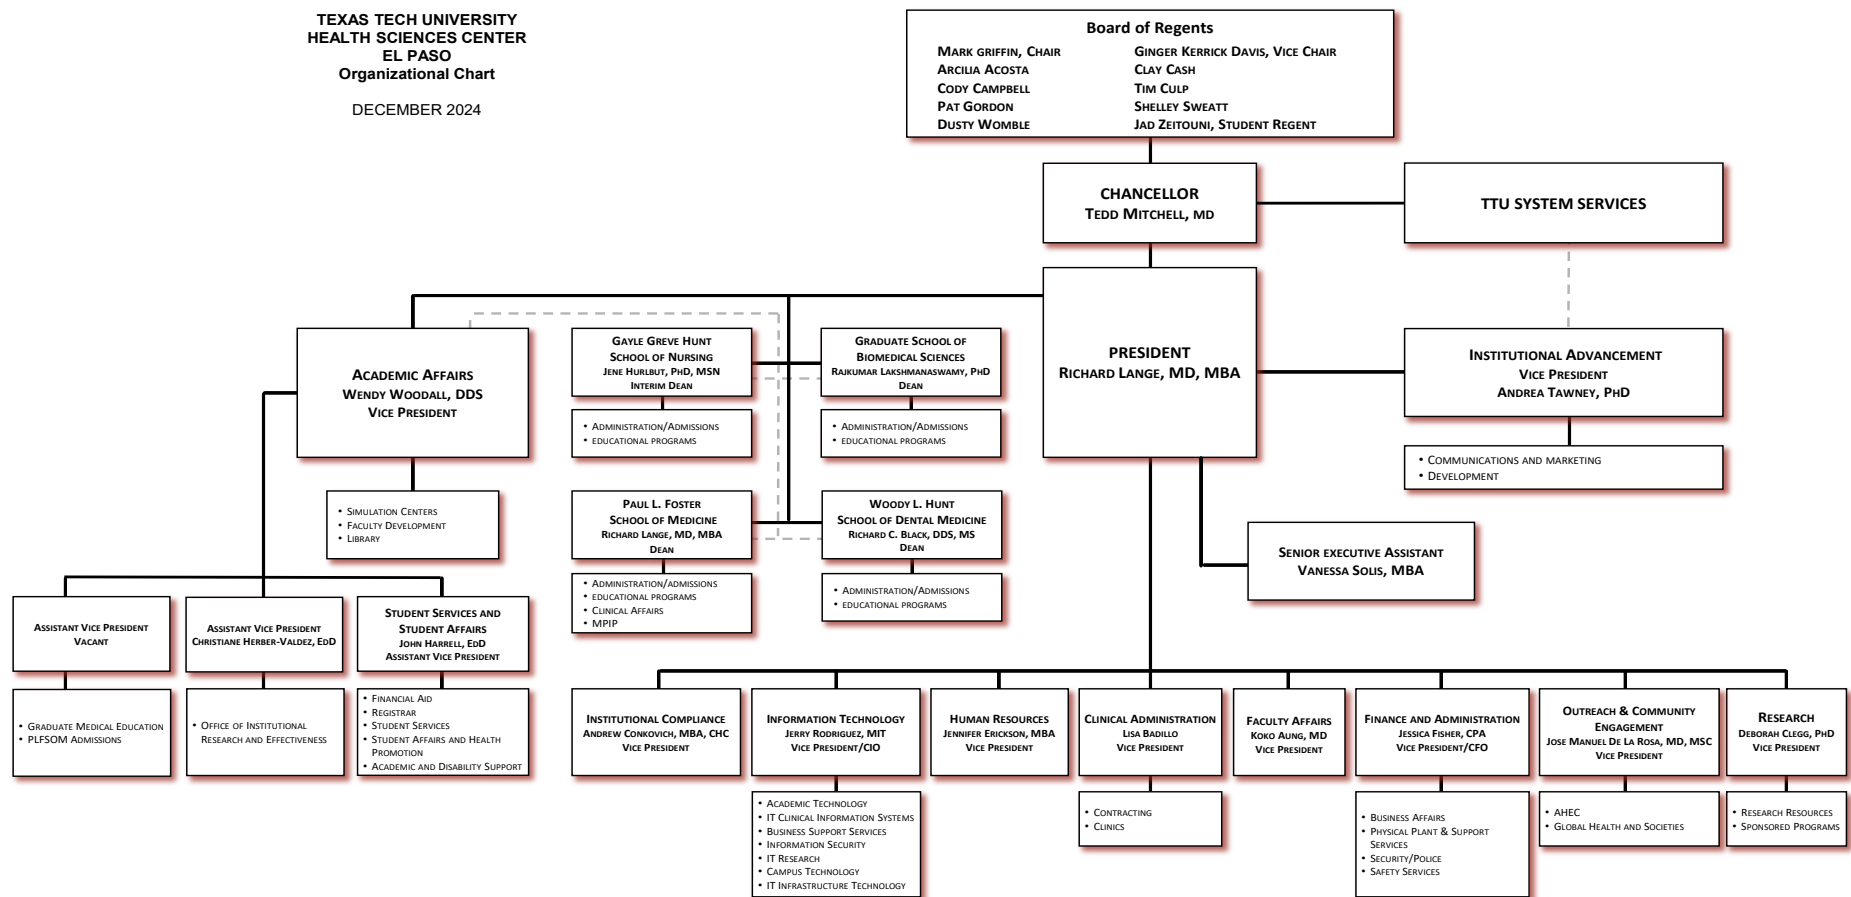 TEXAS TECH UNIVERSITY
HEALTH SCIENCES CENTER
EL PASO
Organizational Chart
DECEMBER 2024
Board of Regents
Mark griffin, Chair
Ginger Kerrick Davis, Vice Chair
Arcilia Acosta
Clay Cash
Cody Campbell
Tim Culp
Pat Gordon
Shelley Sweatt
Dusty Womble
Jad Zeitouni, Student Regent
CHANCELLOR
Tedd Mitchell, MD
TTU SYSTEM SERVICES
PRESIDENT
Richard Lange, MD, MBA
Institutional Advancement
Vice President
Andrea Tawney, PhD
• Communications and marketing
• Development
Senior executive Assistant
Vanessa Solis, MBA
Academic Affairs
Wendy Woodall, DDS
Vice President
• Simulation Centers
• Faculty Development
• Library
Gayle Greve Hunt
School of Nursing
Jene Hurlbut, PhD, MSN
Interim Dean
• Administration/Admissions
• educational programs
Graduate School of
Biomedical Sciences
Rajkumar Lakshmanaswamy, PhD
Dean
• Administration/Admissions
• educational programs
Paul L. Foster
School of Medicine
Richard Lange, MD, MBA
Dean
• Administration/admissions
• educational programs
• Clinical Affairs
• MPIP
Woody L. Hunt
School of Dental Medicine
Richard C. Black, DDS, MS
Dean
• Administration/Admissions
• educational programs
Assistant Vice President
Vacant
• Graduate Medical Education
• PLFSOM Admissions
Assistant Vice President
Christiane Herber-Valdez, EdD
• Office of Institutional
Research and Effectiveness
Student Services and
Student Affairs
John Harrell, EdD
Assistant Vice President
• Financial Aid
• Registrar
• Student Services
• Student Affairs and Health
Promotion
• Academic and Disability Support
Institutional Compliance
Andrew Conkovich, MBA, CHC
Vice President
Information Technology
Jerry Rodriguez, MIT
Vice President/CIO
• Academic Technology
• IT Clinical Information Systems
• Business Support Services
• Information Security
• IT Research
• Campus Technology
• IT Infrastructure Technology
Human Resources
Jennifer Erickson, MBA
Vice President
Clinical Administration
Lisa Badillo
Vice President
• Contracting
• Clinics
Faculty Affairs
Koko Aung, MD
Vice President
Finance and Administration
Jessica Fisher, CPA
Vice President/CFO
• Business Affairs
• Physical Plant & Support
Services
• Security/Police
• Safety Services
Outreach & Community
Engagement
Jose Manuel De La Rosa, MD, MSC
Vice President
• AHEC
• Global Health and Societies
Research
Deborah Clegg, PhD
Vice President
• Research Resources
• Sponsored Programs